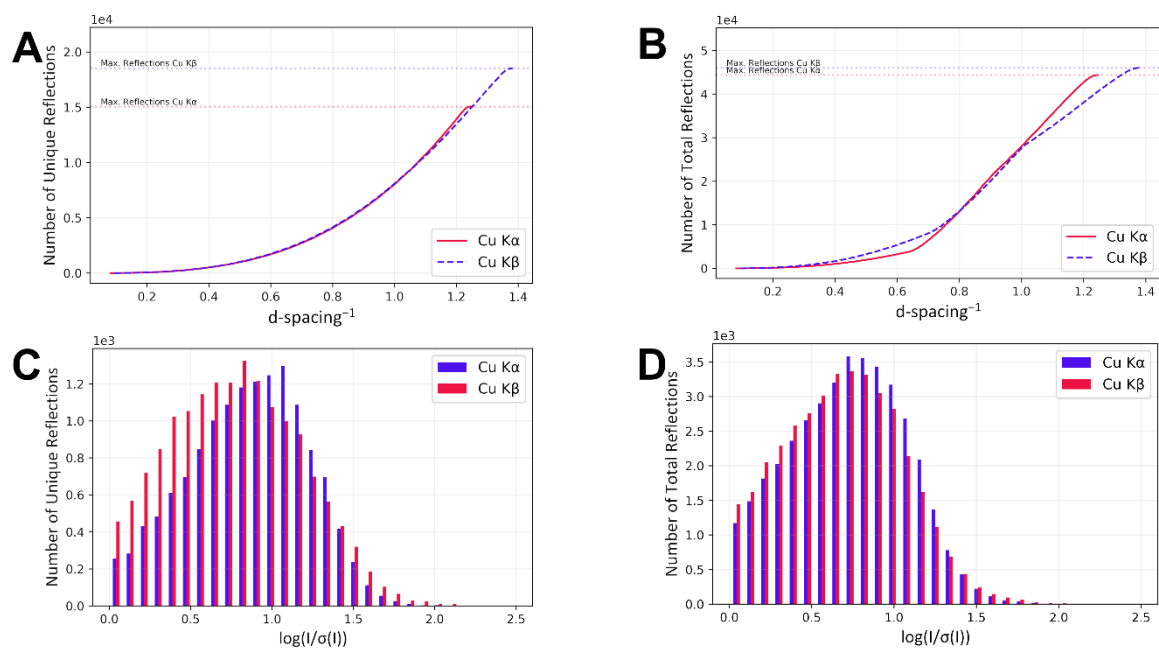 A
1e4
Number of Unique Reflections
2.0
1.5
1.0
0.5
0.0
Max. Reflections Cu Kβ
Max. Reflections Cu Kα
Cu Kα
Cu Kβ
0.2 0.4 0.6 0.8 1.0 1.2 1.4
d-spacing⁻¹
B
1e4
Number of Total Reflections
5
4
3
2
1
0
Max. Reflections Cu Kβ
Max. Reflections Cu Kα
Cu Kα
Cu Kβ
0.2 0.4 0.6 0.8 1.0 1.2 1.4
d-spacing⁻¹
C
1e3
Number of Unique Reflections
1.2
1.0
0.8
0.6
0.4
0.2
0.0
Cu Kα
Cu Kβ
0.0 0.5 1.0 1.5 2.0 2.5
log(I/σ(I))
D
1e3
Number of Total Reflections
3.5
3.0
2.5
2.0
1.5
1.0
0.5
0.0
Cu Kα
Cu Kβ
0.0 0.5 1.0 1.5 2.0 2.5
log(I/σ(I))